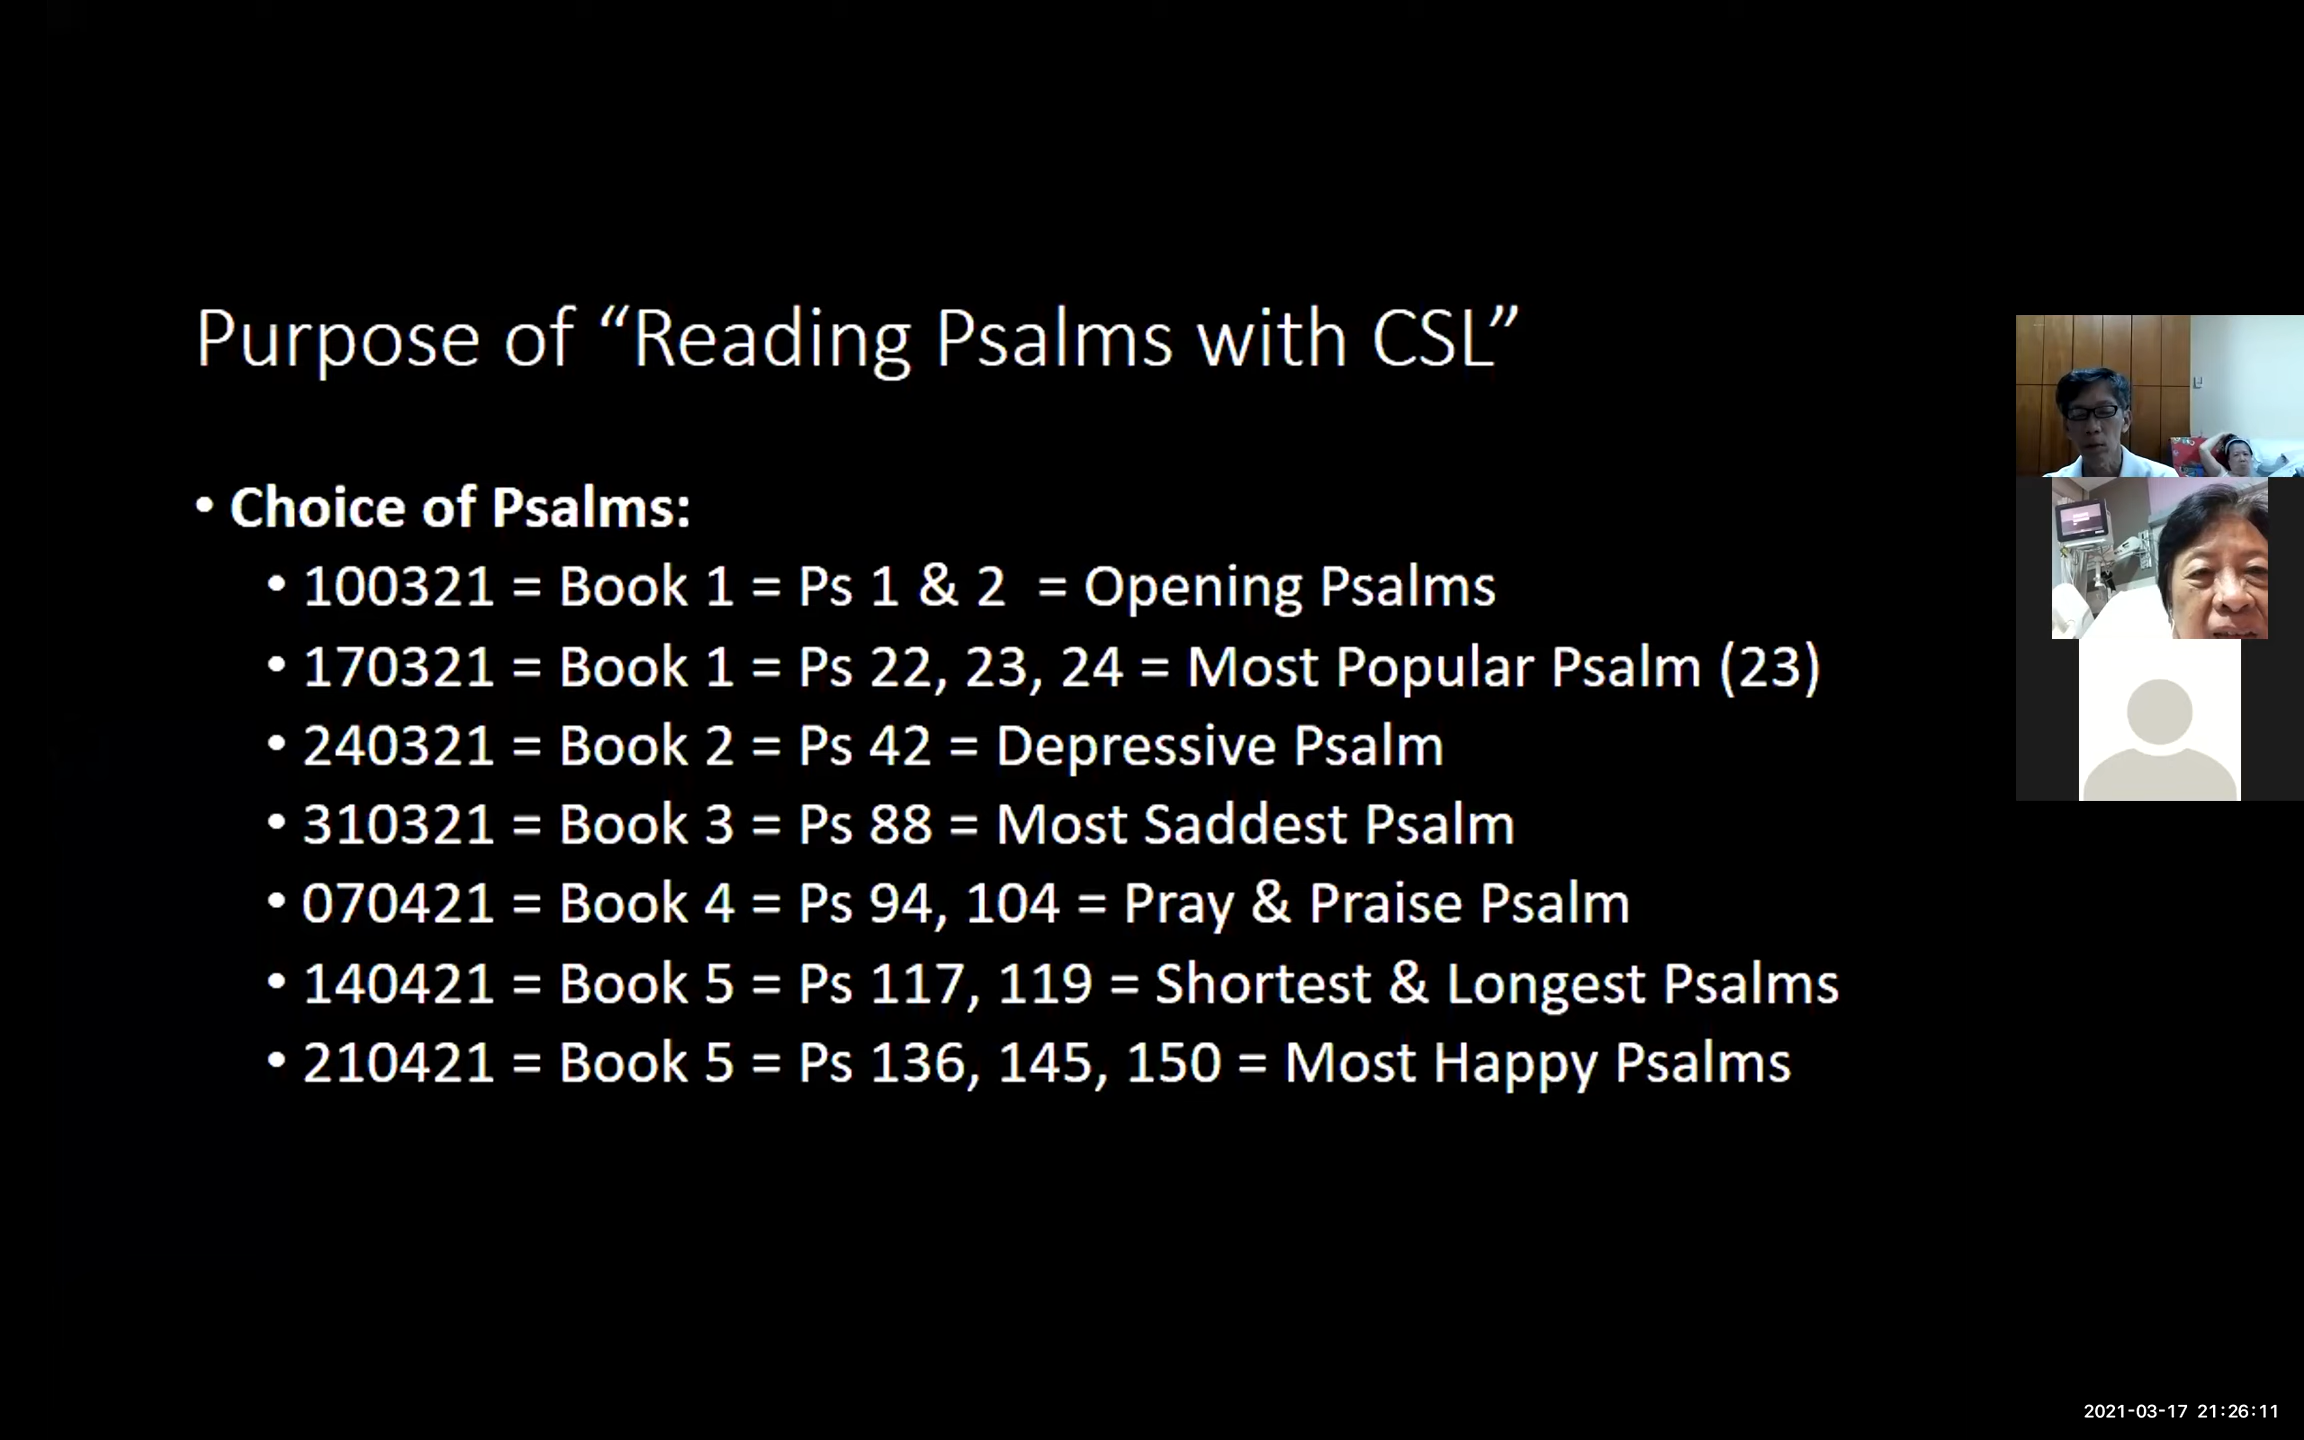 Purpose of “Reading Psalms with CSL”
• Choice of Psalms:
• 100321 = Book 1 = Ps 1 & 2  = Opening Psalms
• 170321 = Book 1 = Ps 22, 23, 24 = Most Popular Psalm (23)
• 240321 = Book 2 = Ps 42 = Depressive Psalm
• 310321 = Book 3 = Ps 88 = Most Saddest Psalm
• 070421 = Book 4 = Ps 94, 104 = Pray & Praise Psalm
• 140421 = Book 5 = Ps 117, 119 = Shortest & Longest Psalms
• 210421 = Book 5 = Ps 136, 145, 150 = Most Happy Psalms
2021-03-17 21:26:11